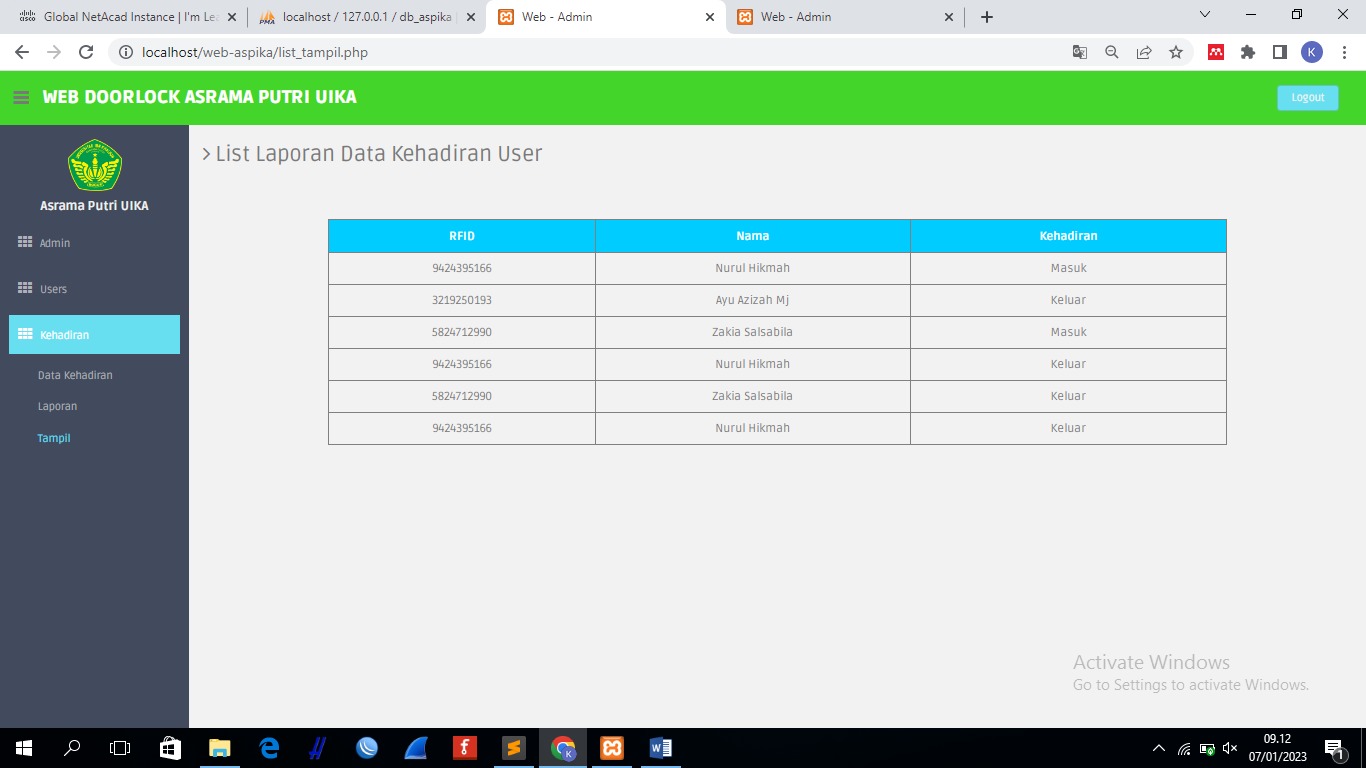 Global NetAcad Instance | I'm Lea
localhost / 127.0.0.1 / db_aspika
Web - Admin
Web - Admin
localhost/web-aspika/list_tampil.php
K
WEB DOORLOCK ASRAMA PUTRI UIKA
Logout
Asrama Putri UIKA
Admin
Users
Kehadiran
Data Kehadiran
Laporan
Tampil
List Laporan Data Kehadiran User
RFID Nama Kehadiran
9424395166 Nurul Hikmah Masuk
3219250193 Ayu Azizah Mj Keluar
5824712990 Zakia Salsabila Masuk
9424395166 Nurul Hikmah Keluar
5824712990 Zakia Salsabila Keluar
9424395166 Nurul Hikmah Keluar
Activate Windows
Go to Settings to activate Windows.
09.12
07/01/2023
1